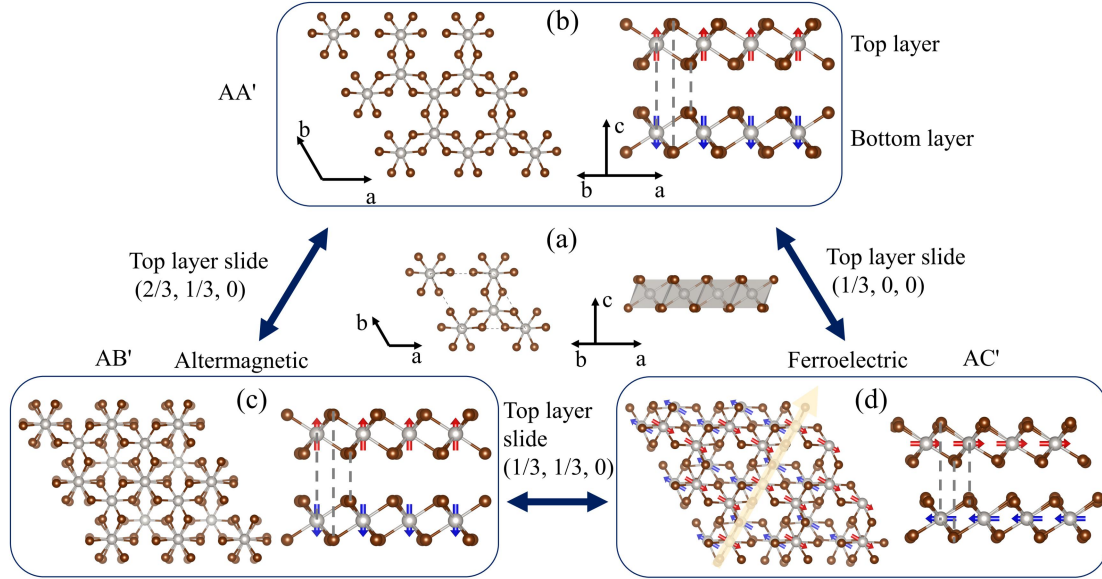 (b)
Top layer
AA'
b
a
c
b
a
Bottom layer
(a)
Top layer slide
(2/3, 1/3, 0)
Top layer slide
(1/3, 0, 0)
b
a
c
b
a
AB'
Altermagnetic
Ferroelectric
AC'
(c)
Top layer
slide
(1/3, 1/3, 0)
(d)